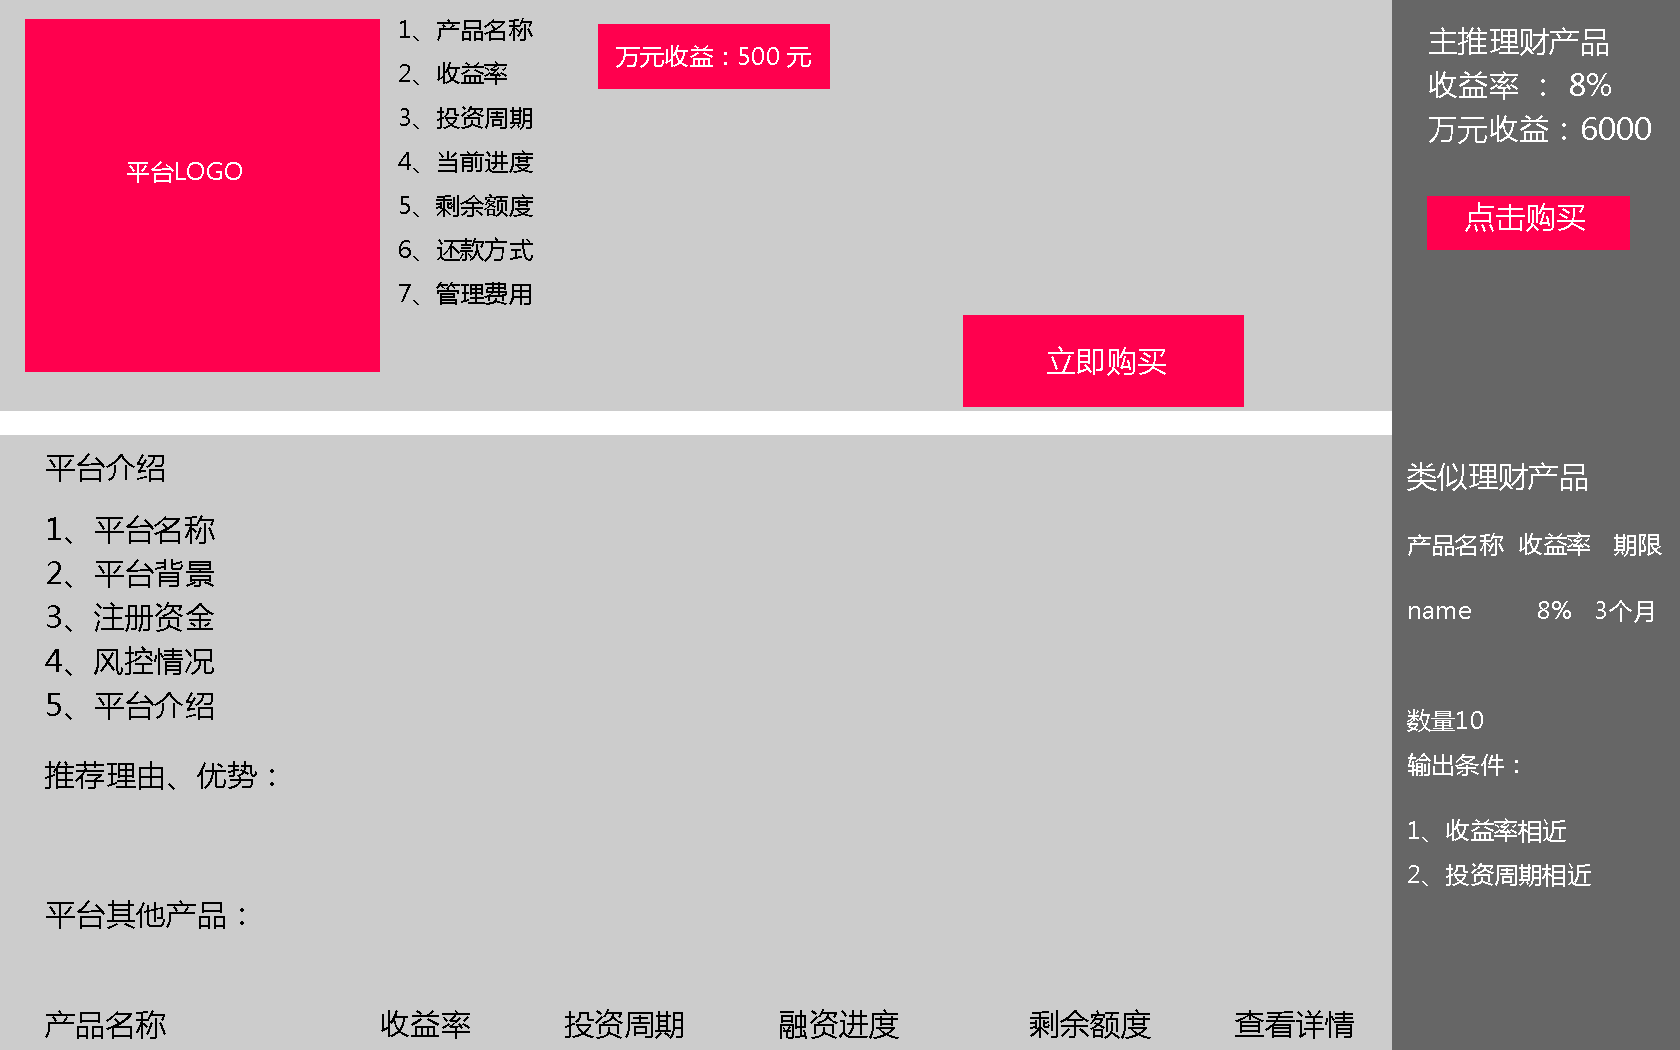 平台LOGO
1、产品名称
2、收益率
3、投资周期
4、当前进度
5、剩余额度
6、还款方式
7、管理费用
万元收益：500 元
立即购买
主推理财产品
收益率 ： 8%
万元收益：6000
点击购买
平台介绍
1、平台名称
2、平台背景
3、注册资金
4、风控情况
5、平台介绍
推荐理由、优势：
平台其他产品：
产品名称 收益率 投资周期 融资进度 剩余额度 查看详情
类似理财产品
产品名称 收益率 期限
name 8% 3个月
数量10
输出条件：
1、收益率相近
2、投资周期相近